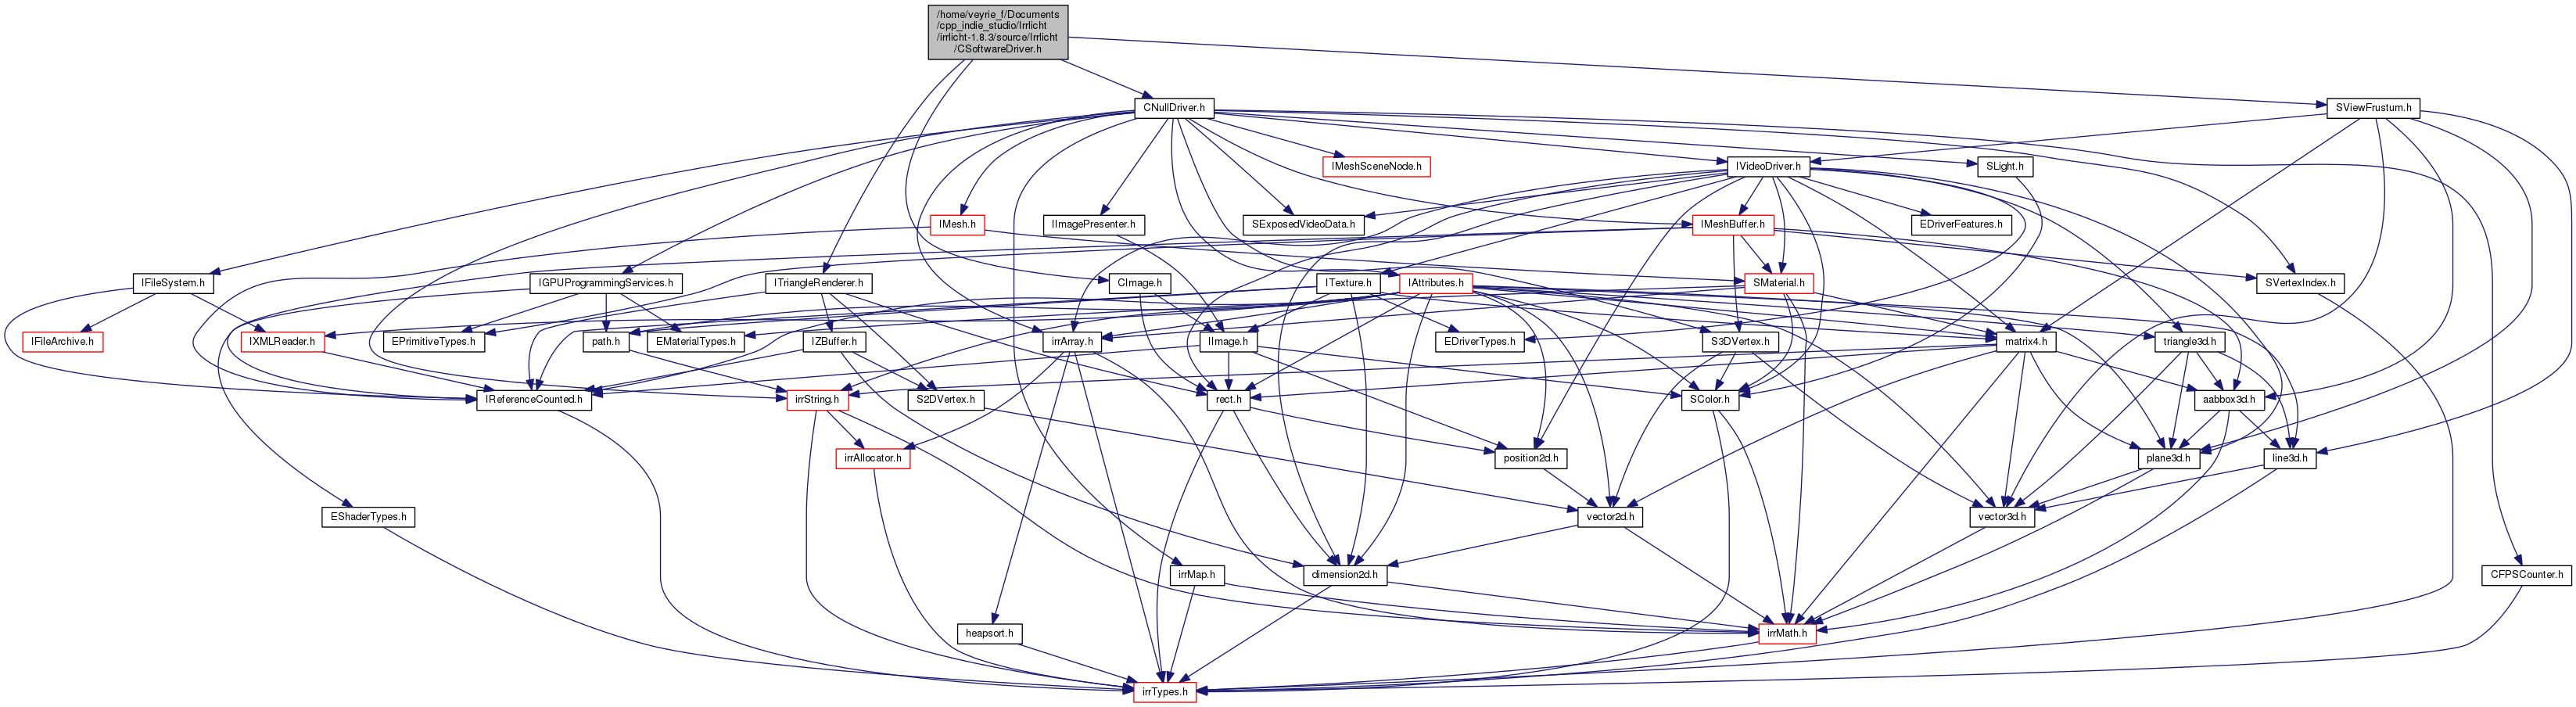 /home/veyrie_f/Documents
/cpp_indie_studio/Irrlicht
/irrlicht-1.8.3/source/Irrlicht
/CSoftwareDriver.h
CNullDriver.h
SViewFrustum.h
IMeshSceneNode.h
IVideoDriver.h
SLight.h
IMesh.h
IImagePresenter.h
SExposedVideoData.h
IMeshBuffer.h
EDriverFeatures.h
IFileSystem.h
IGPUProgrammingServices.h
ITriangleRenderer.h
CImage.h
ITexture.h
IAttributes.h
SMaterial.h
SVertexIndex.h
IFileArchive.h
IXMLReader.h
EPrimitiveTypes.h
path.h
EMaterialTypes.h
IZBuffer.h
irrArray.h
IImage.h
EDriverTypes.h
S3DVertex.h
matrix4.h
triangle3d.h
IReferenceCounted.h
irrString.h
S2DVertex.h
rect.h
SColor.h
aabbox3d.h
irrAllocator.h
position2d.h
plane3d.h
line3d.h
EShaderTypes.h
vector2d.h
vector3d.h
irrMap.h
dimension2d.h
CFPSCounter.h
heapsort.h
irrMath.h
irrTypes.h